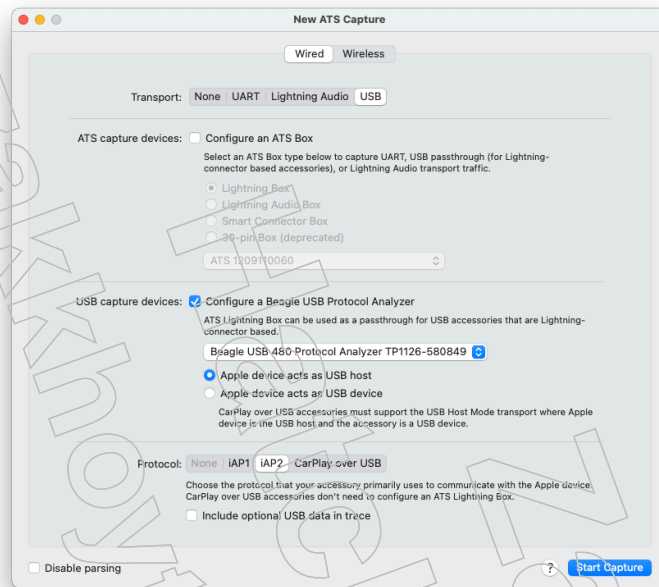 New ATS Capture
Wired Wireless
Transport: None UART Lightning Audio USB
ATS capture devices: Configure an ATS Box
Select an ATS Box type below to capture UART, USB passthrough (for Lightning-
connector based accessories), or Lightning Audio transport traffic.
Lightning Box
Lightning Audio Box
Smart Connector Box
30-pin Box (deprecated)
ATS 1209110060
USB capture devices: Configure a Beagle USB Protocol Analyzer
ATS Lightning Box can be used as a passthrough for USB accessories that are Lightning-
connector based.
Beagle USB 480 Protocol Analyzer TP1126-580849
Apple device acts as USB host
Apple device acts as USB device
CarPlay over USB accessories must support the USB Host Mode transport where Apple
device is the USB host and the accessory is a USB device.
Protocol: None iAP1 iAP2 CarPlay over USB
Choose the protocol that your accessory primarily uses to communicate with the Apple device.
CarPlay over USB accessories don't need to configure an ATS Lightning Box.
Include optional USB data in trace
Disable parsing ? Start Capture